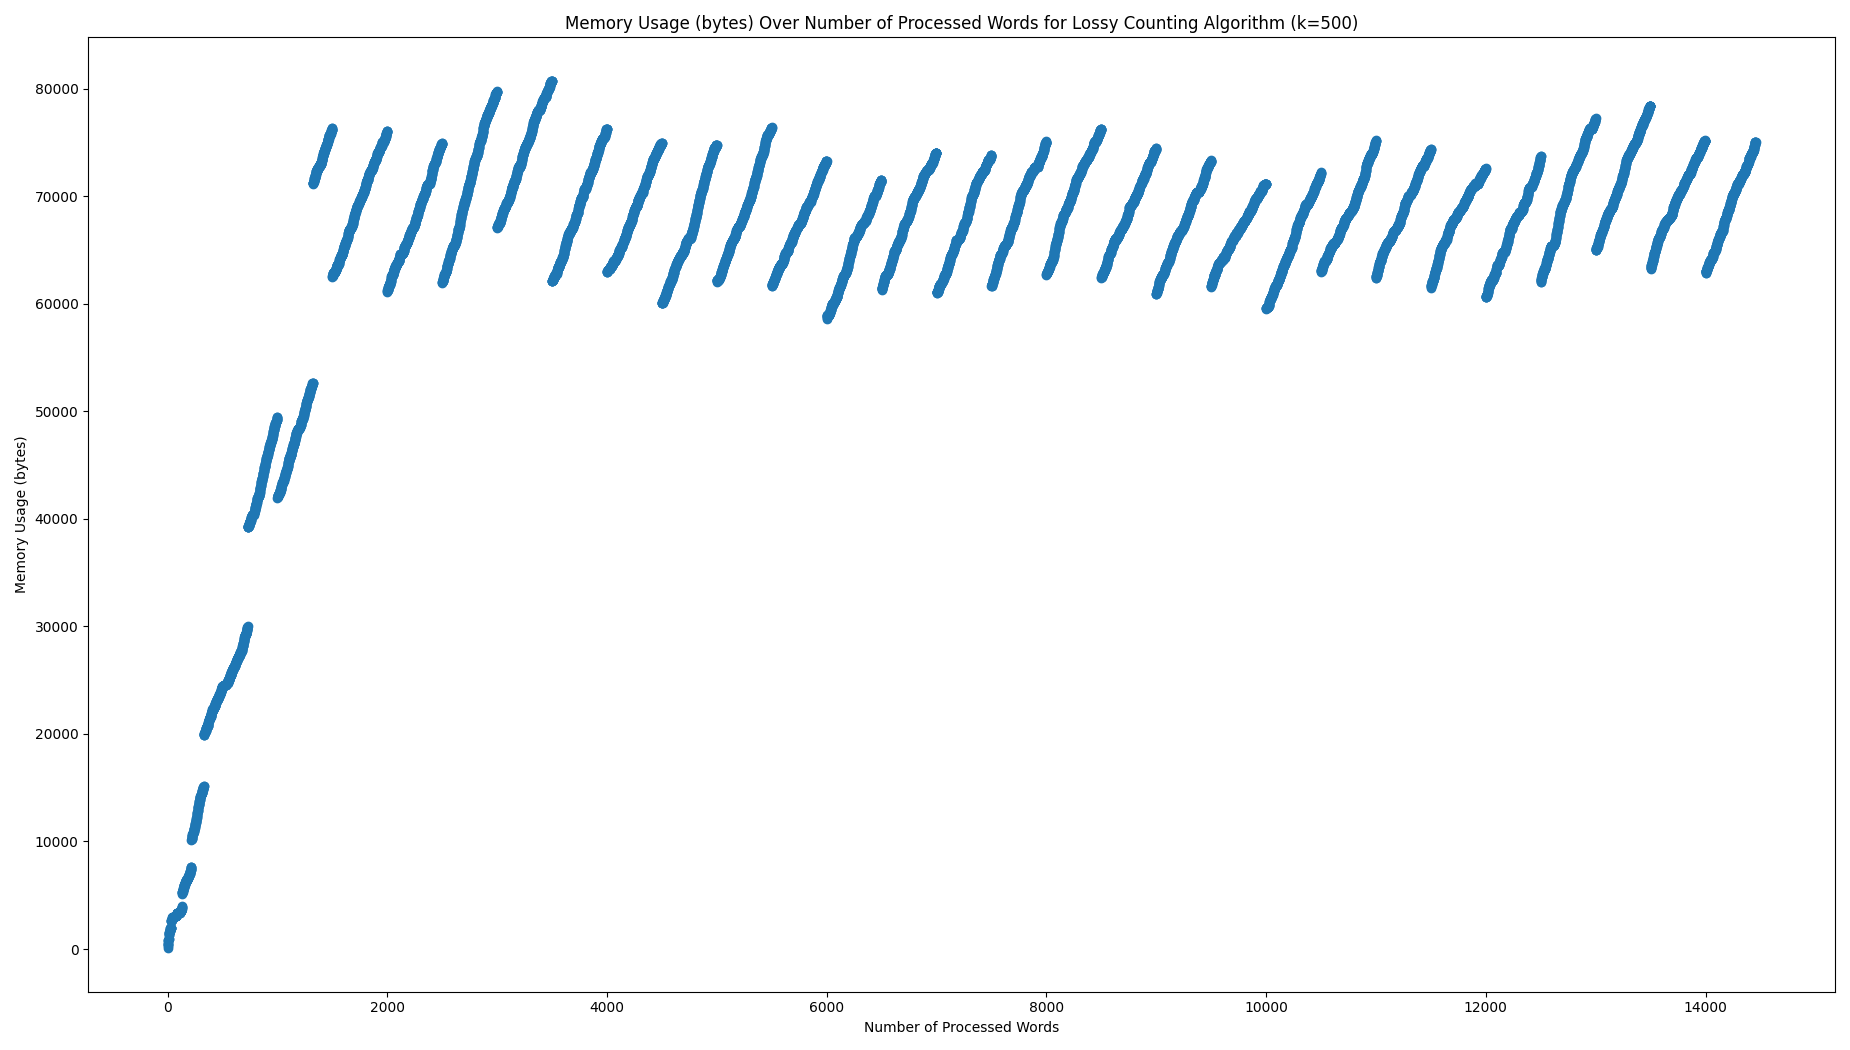 Memory Usage (bytes) Over Number of Processed Words for Lossy Counting Algorithm (k=500)
80000
70000
60000
50000
40000
30000
20000
10000
0
Memory Usage (bytes)
0 2000 4000 6000 8000 10000 12000 14000
Number of Processed Words